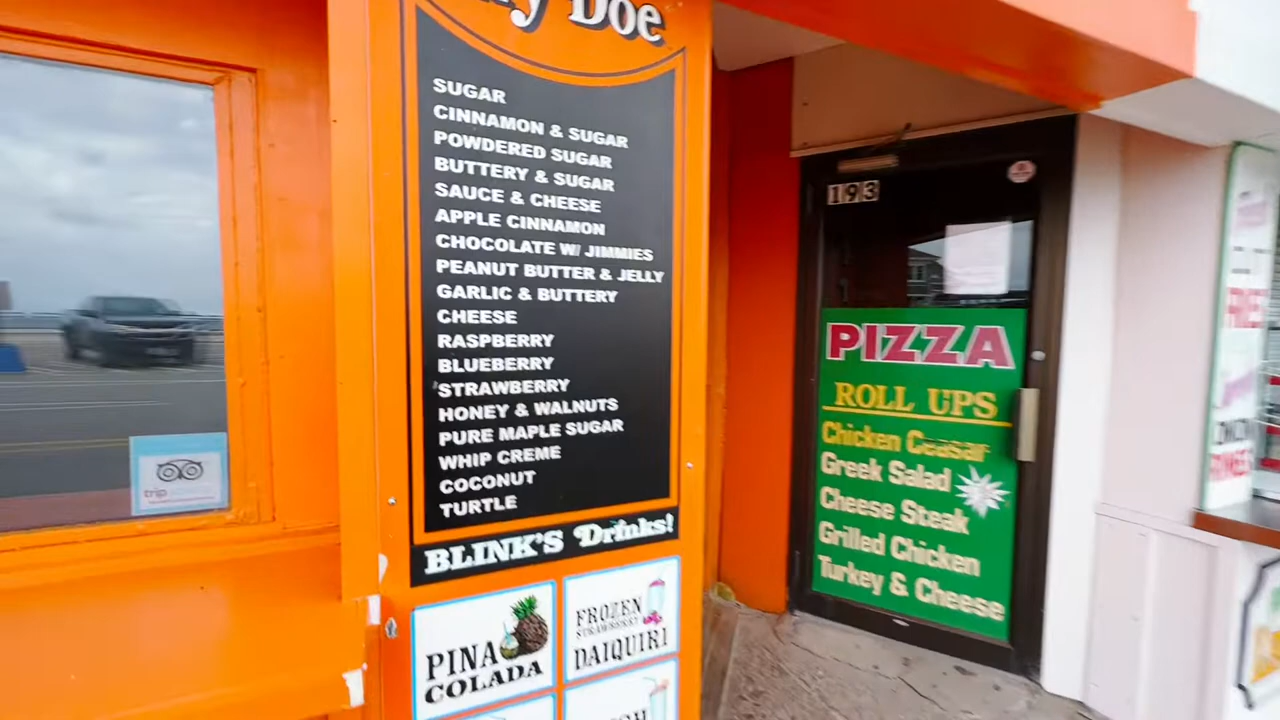 Doe
SUGAR
CINNAMON & SUGAR
POWDERED SUGAR
BUTTERY & SUGAR
SAUCE & CHEESE
APPLE CINNAMON
CHOCOLATE W/ JIMMIES
PEANUT BUTTER & JELLY
GARLIC & BUTTERY
CHEESE
RASPBERRY
BLUEBERRY
STRAWBERRY
HONEY & WALNUTS
PURE MAPLE SUGAR
WHIP CREME
COCONUT
TURTLE
BLINK'S Drinks!
PINA
COLADA
FROZEN
STRAWBERRY
DAIQUIRI
trip
193
PIZZA
ROLL UPS
Chicken Ceasar
Greek Salad
Cheese Steak
Grilled Chicken
Turkey & Cheese